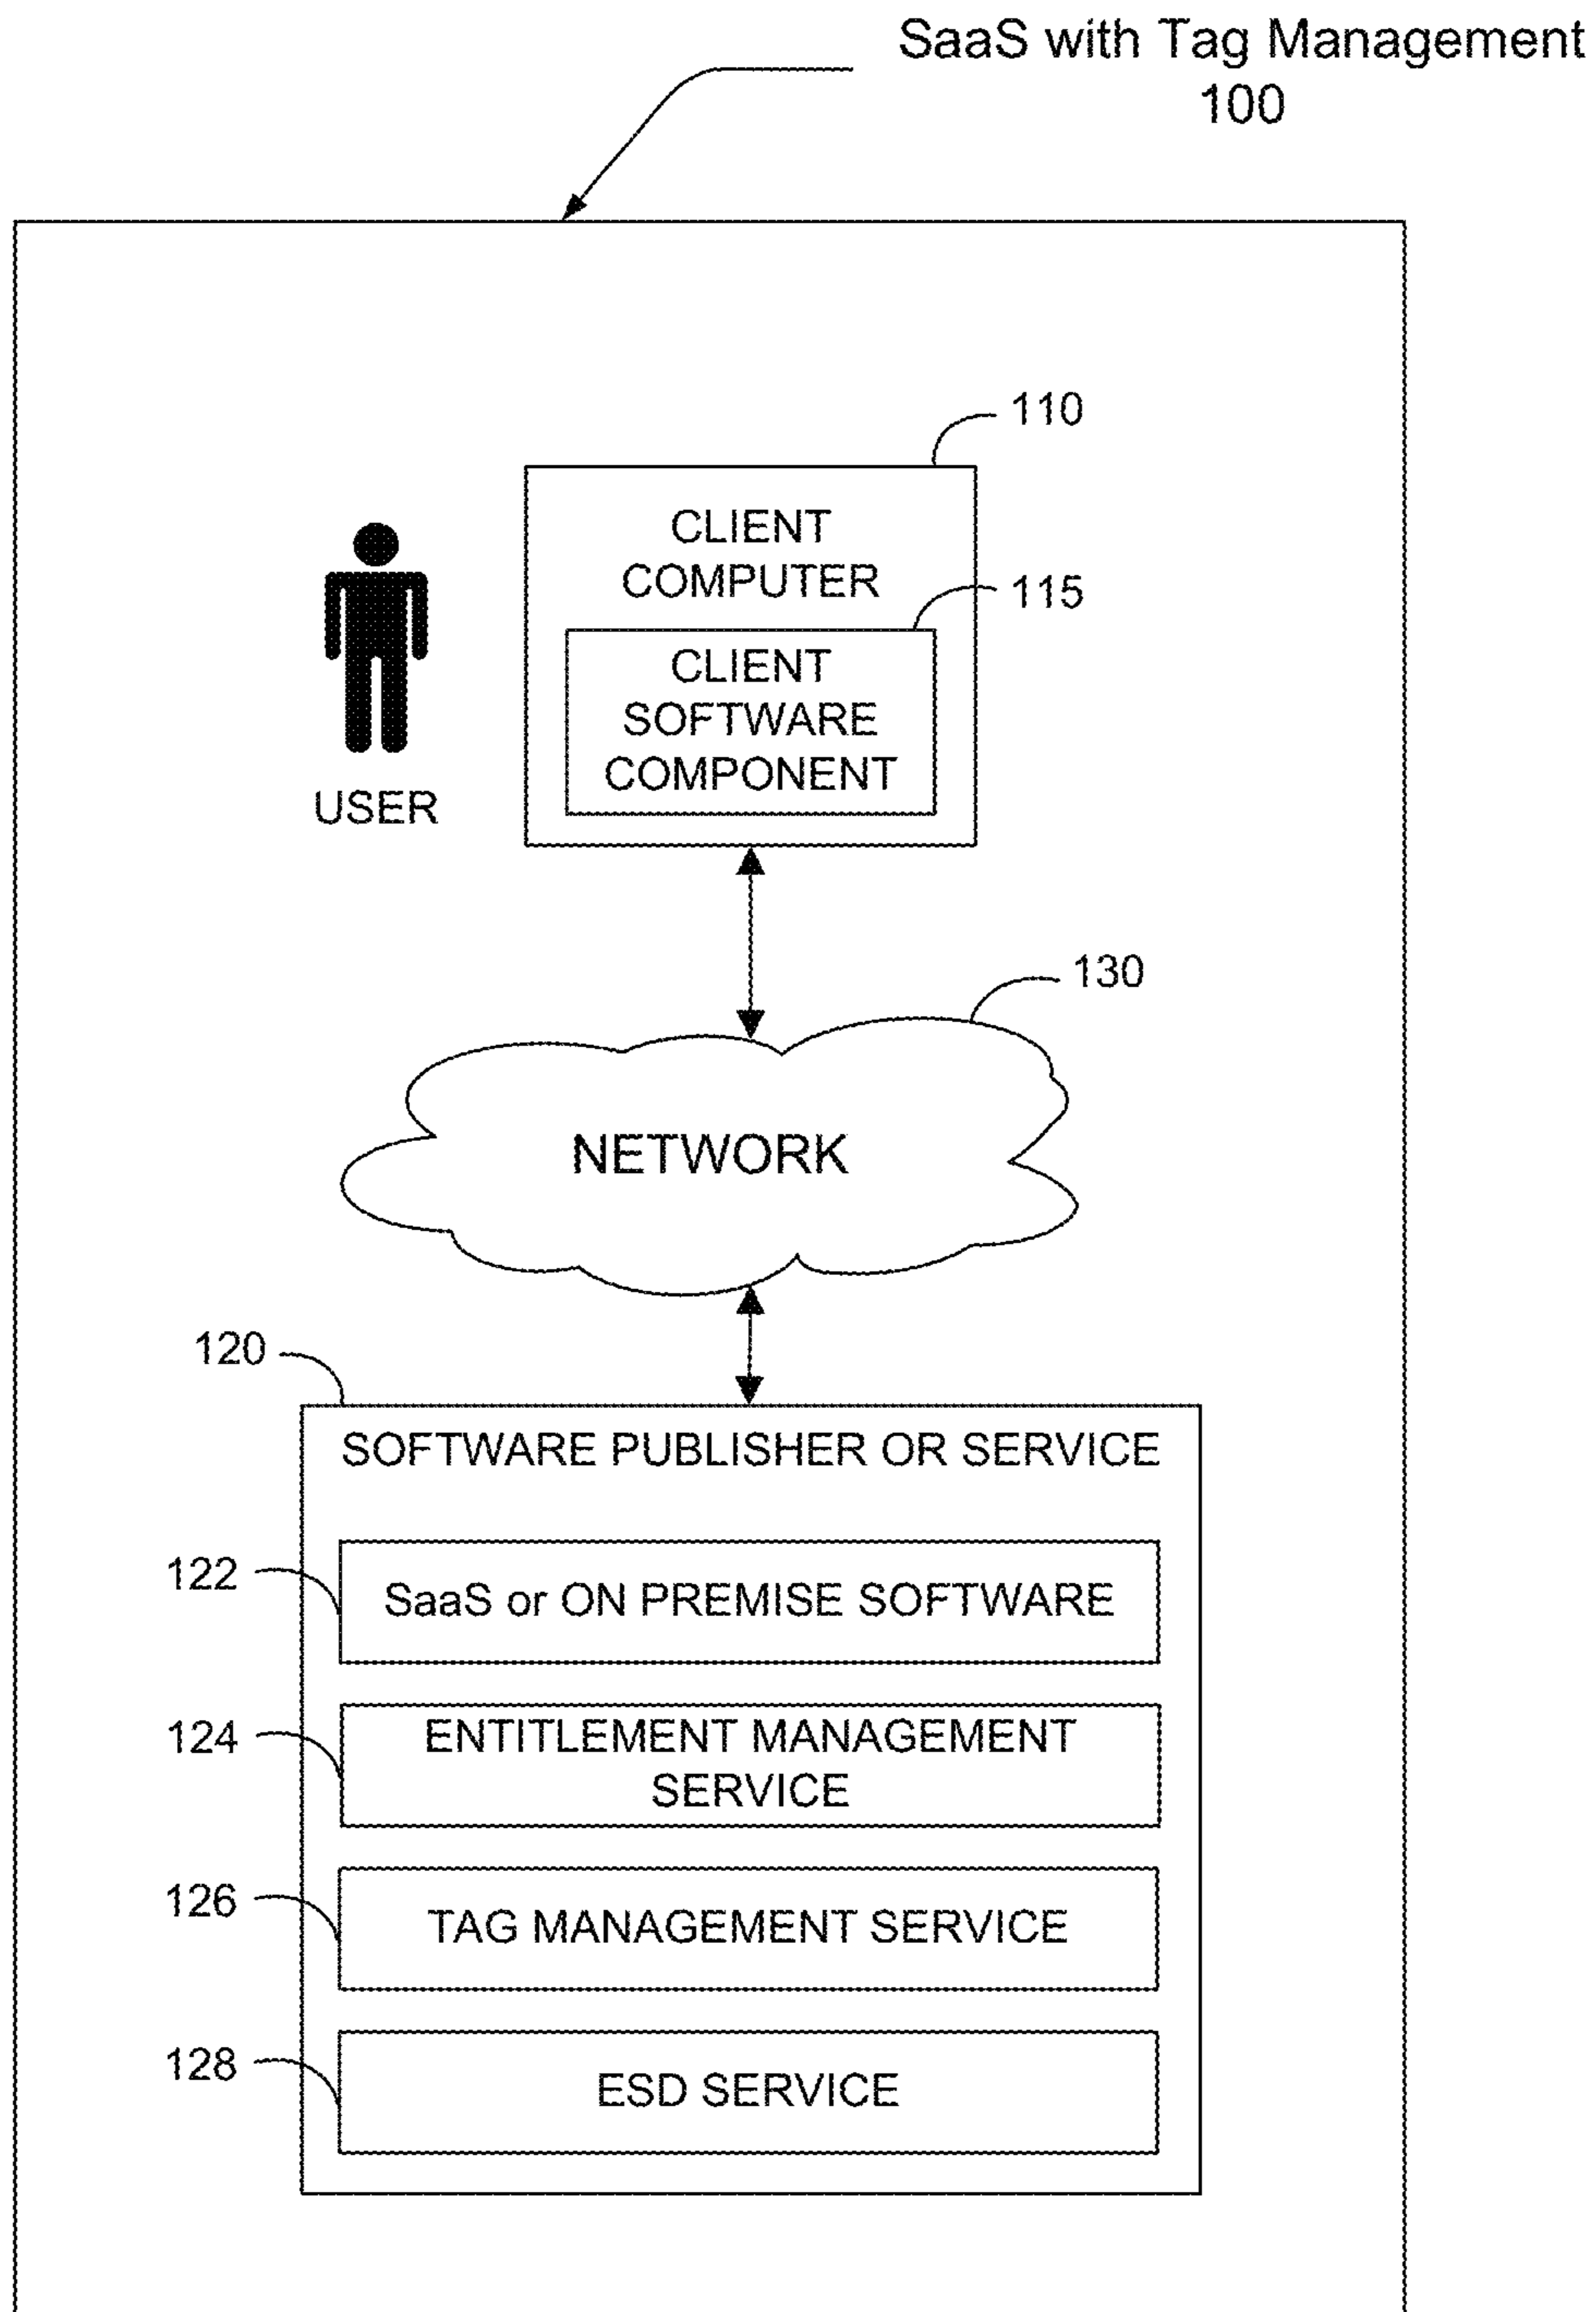 SaaS with Tag Management
100
110
CLIENT
COMPUTER
115
CLIENT
SOFTWARE
COMPONENT
USER
130
NETWORK
120
SOFTWARE PUBLISHER OR SERVICE
122
SaaS or ON PREMISE SOFTWARE
124
ENTITLEMENT MANAGEMENT
SERVICE
126
TAG MANAGEMENT SERVICE
128
ESD SERVICE